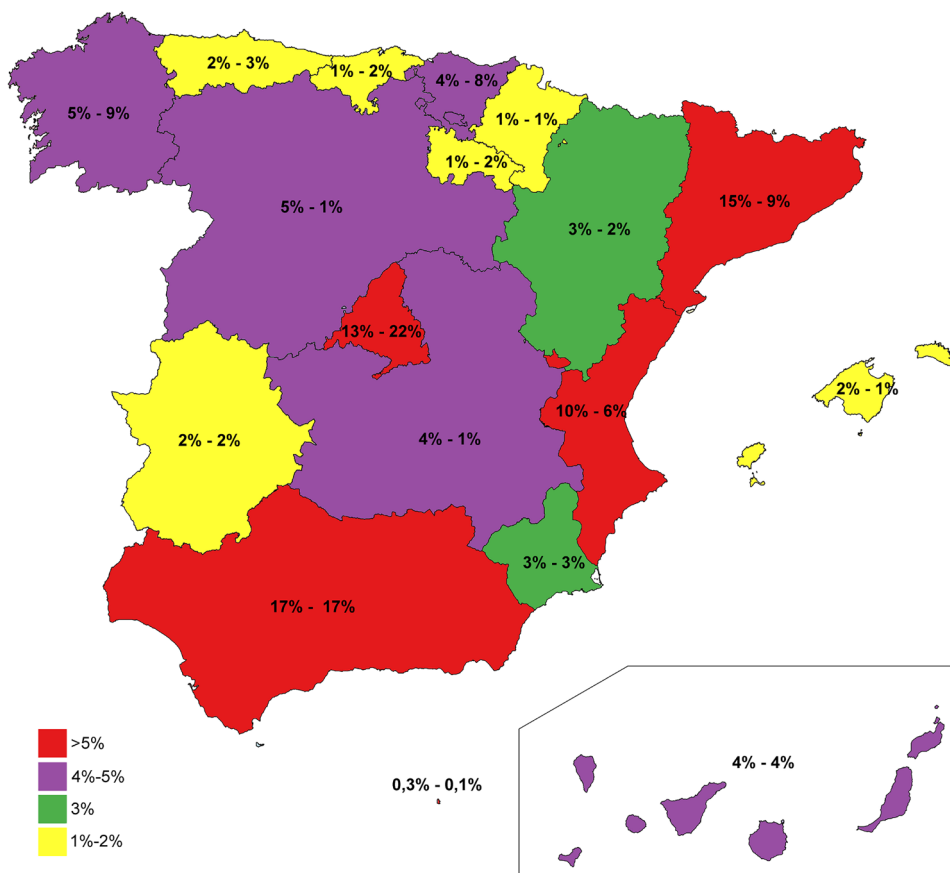 2% - 3%
1% - 2%
4% - 8%
5% - 9%
1% - 1%
1% - 2%
15% - 9%
5% - 1%
3% - 2%
13% - 22%
2% - 1%
10% - 6%
2% - 2%
4% - 1%
3% - 3%
17% - 17%
>5%
4%-5%
3%
1%-2%
0,3% - 0,1%
4% - 4%